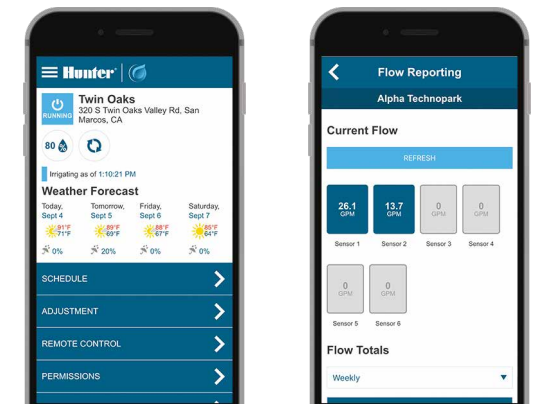 Hunter
Twin Oaks
320 S Twin Oaks Valley Rd, San
Marcos, CA
RUNNING
80 %
Irrigating as of 1:10:21 PM
Weather Forecast
Today, Tomorrow, Friday, Saturday,
Sept 4 Sept 5 Sept 6 Sept 7
91°F 89°F 88°F 85°F
71°F 69°F 67°F 64°F
0% 20% 0% 0%
SCHEDULE
ADJUSTMENT
REMOTE CONTROL
PERMISSIONS
Flow Reporting
Alpha Technopark
Current Flow
REFRESH
26.1 13.7 0 0
GPM GPM GPM GPM
Sensor 1 Sensor 2 Sensor 3 Sensor 4
0 0
GPM GPM
Sensor 5 Sensor 6
Flow Totals
Weekly